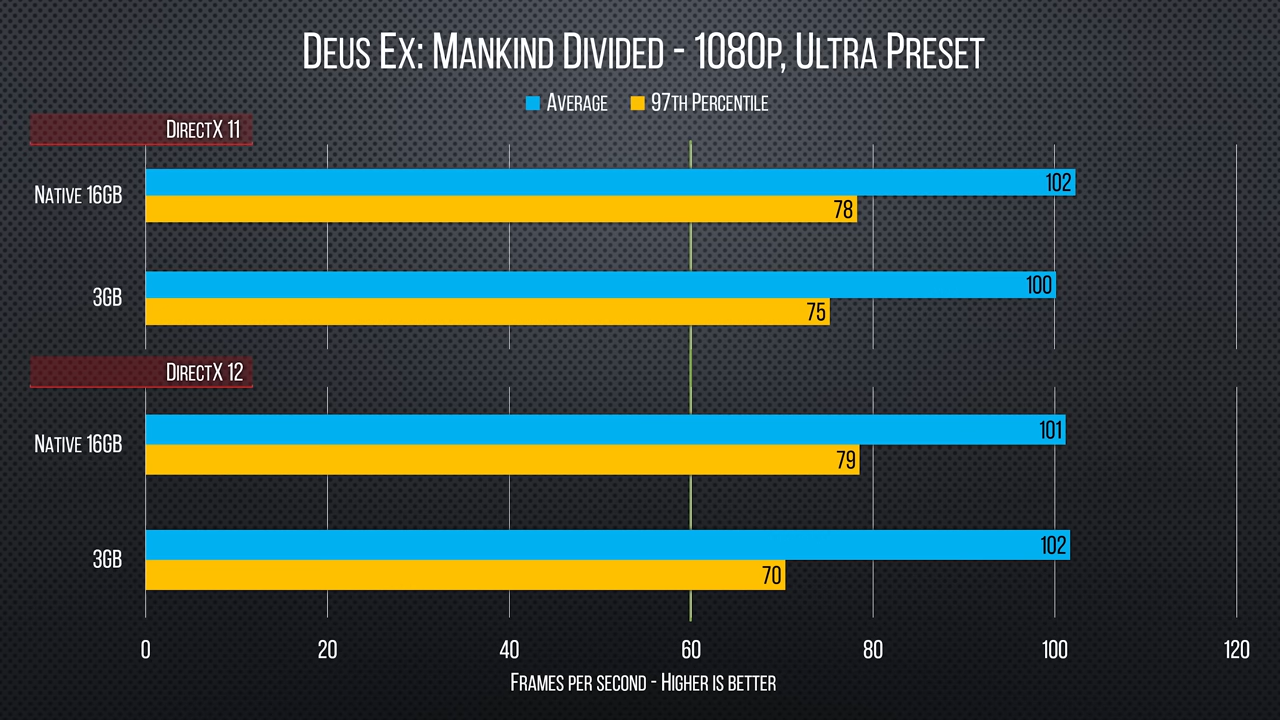 Deus Ex: Mankind Divided - 1080p, Ultra Preset
Average 97th Percentile
DirectX 11
Native 16GB
102
78
3GB
100
75
DirectX 12
Native 16GB
101
79
3GB
102
70
0 20 40 60 80 100 120
Frames per second - Higher is better